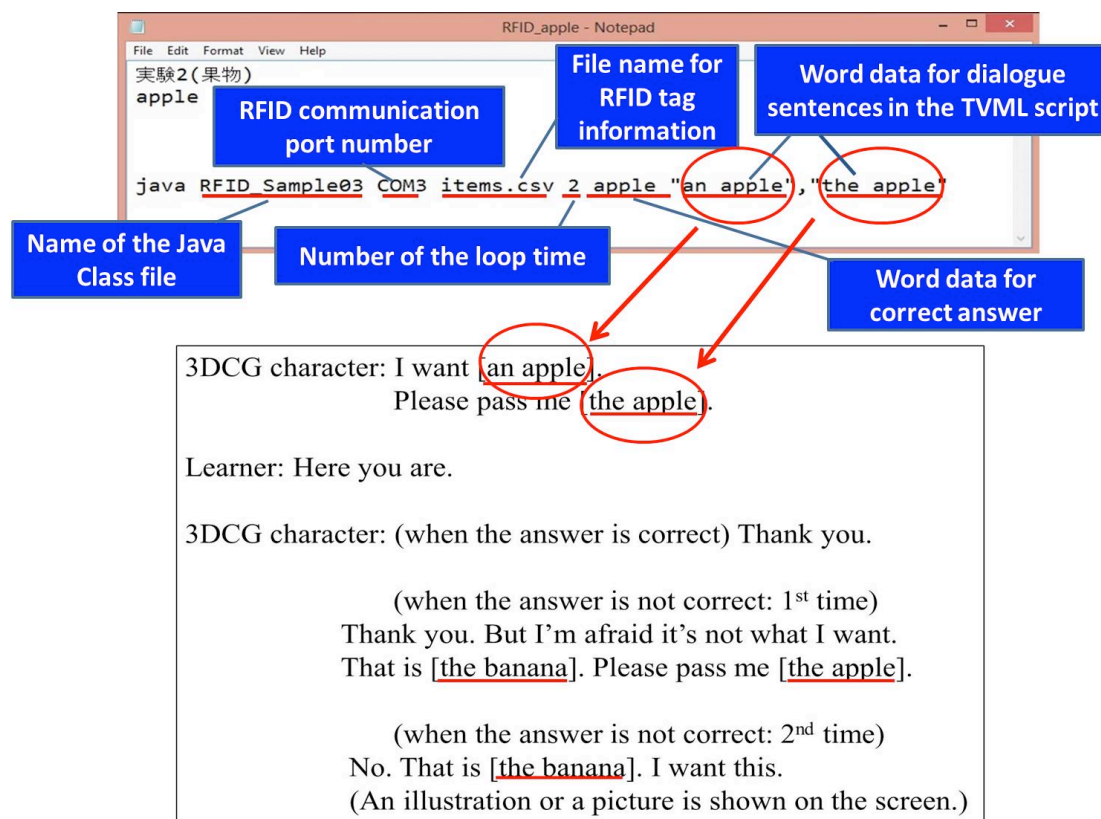 RFID_apple - Notepad
File Edit Format View Help
実験2(果物)
apple
RFID communication
port number
File name for
RFID tag
information
Word data for dialogue
sentences in the TVML script
java RFID_Sample03 COM3 items.csv 2 apple "an apple","the apple"
Name of the Java
Class file
Number of the loop time
Word data for
correct answer
3DCG character: I want [an apple].
Please pass me [the apple].
Learner: Here you are.
3DCG character: (when the answer is correct) Thank you.
(when the answer is not correct: 1st time)
Thank you. But I’m afraid it’s not what I want.
That is [the banana]. Please pass me [the apple].
(when the answer is not correct: 2nd time)
No. That is [the banana]. I want this.
(An illustration or a picture is shown on the screen.)